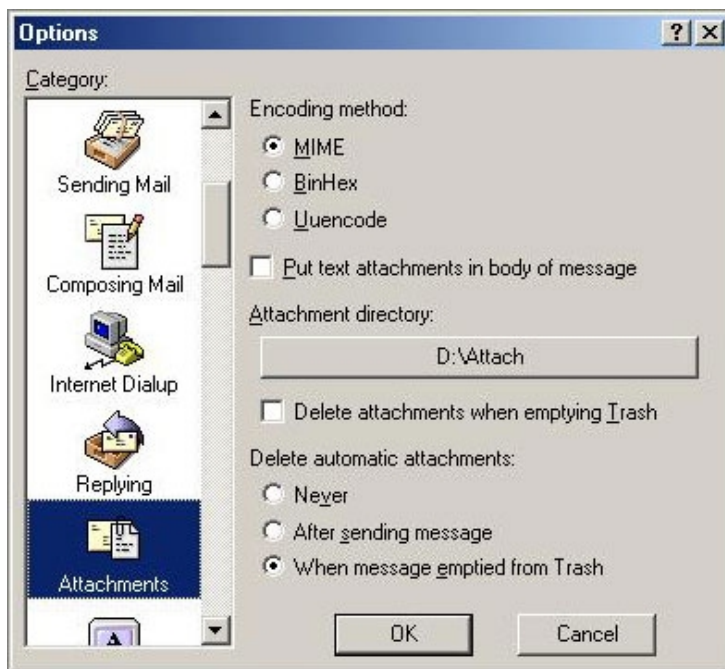 Options
Category:
Sending Mail
Composing Mail
Internet Dialup
Replying
Attachments
A
Encoding method:
MIME
BinHex
Uuencode
Put text attachments in body of message
Attachment directory:
D:\Attach
Delete attachments when emptying Trash
Delete automatic attachments:
Never
After sending message
When message emptied from Trash
OK
Cancel